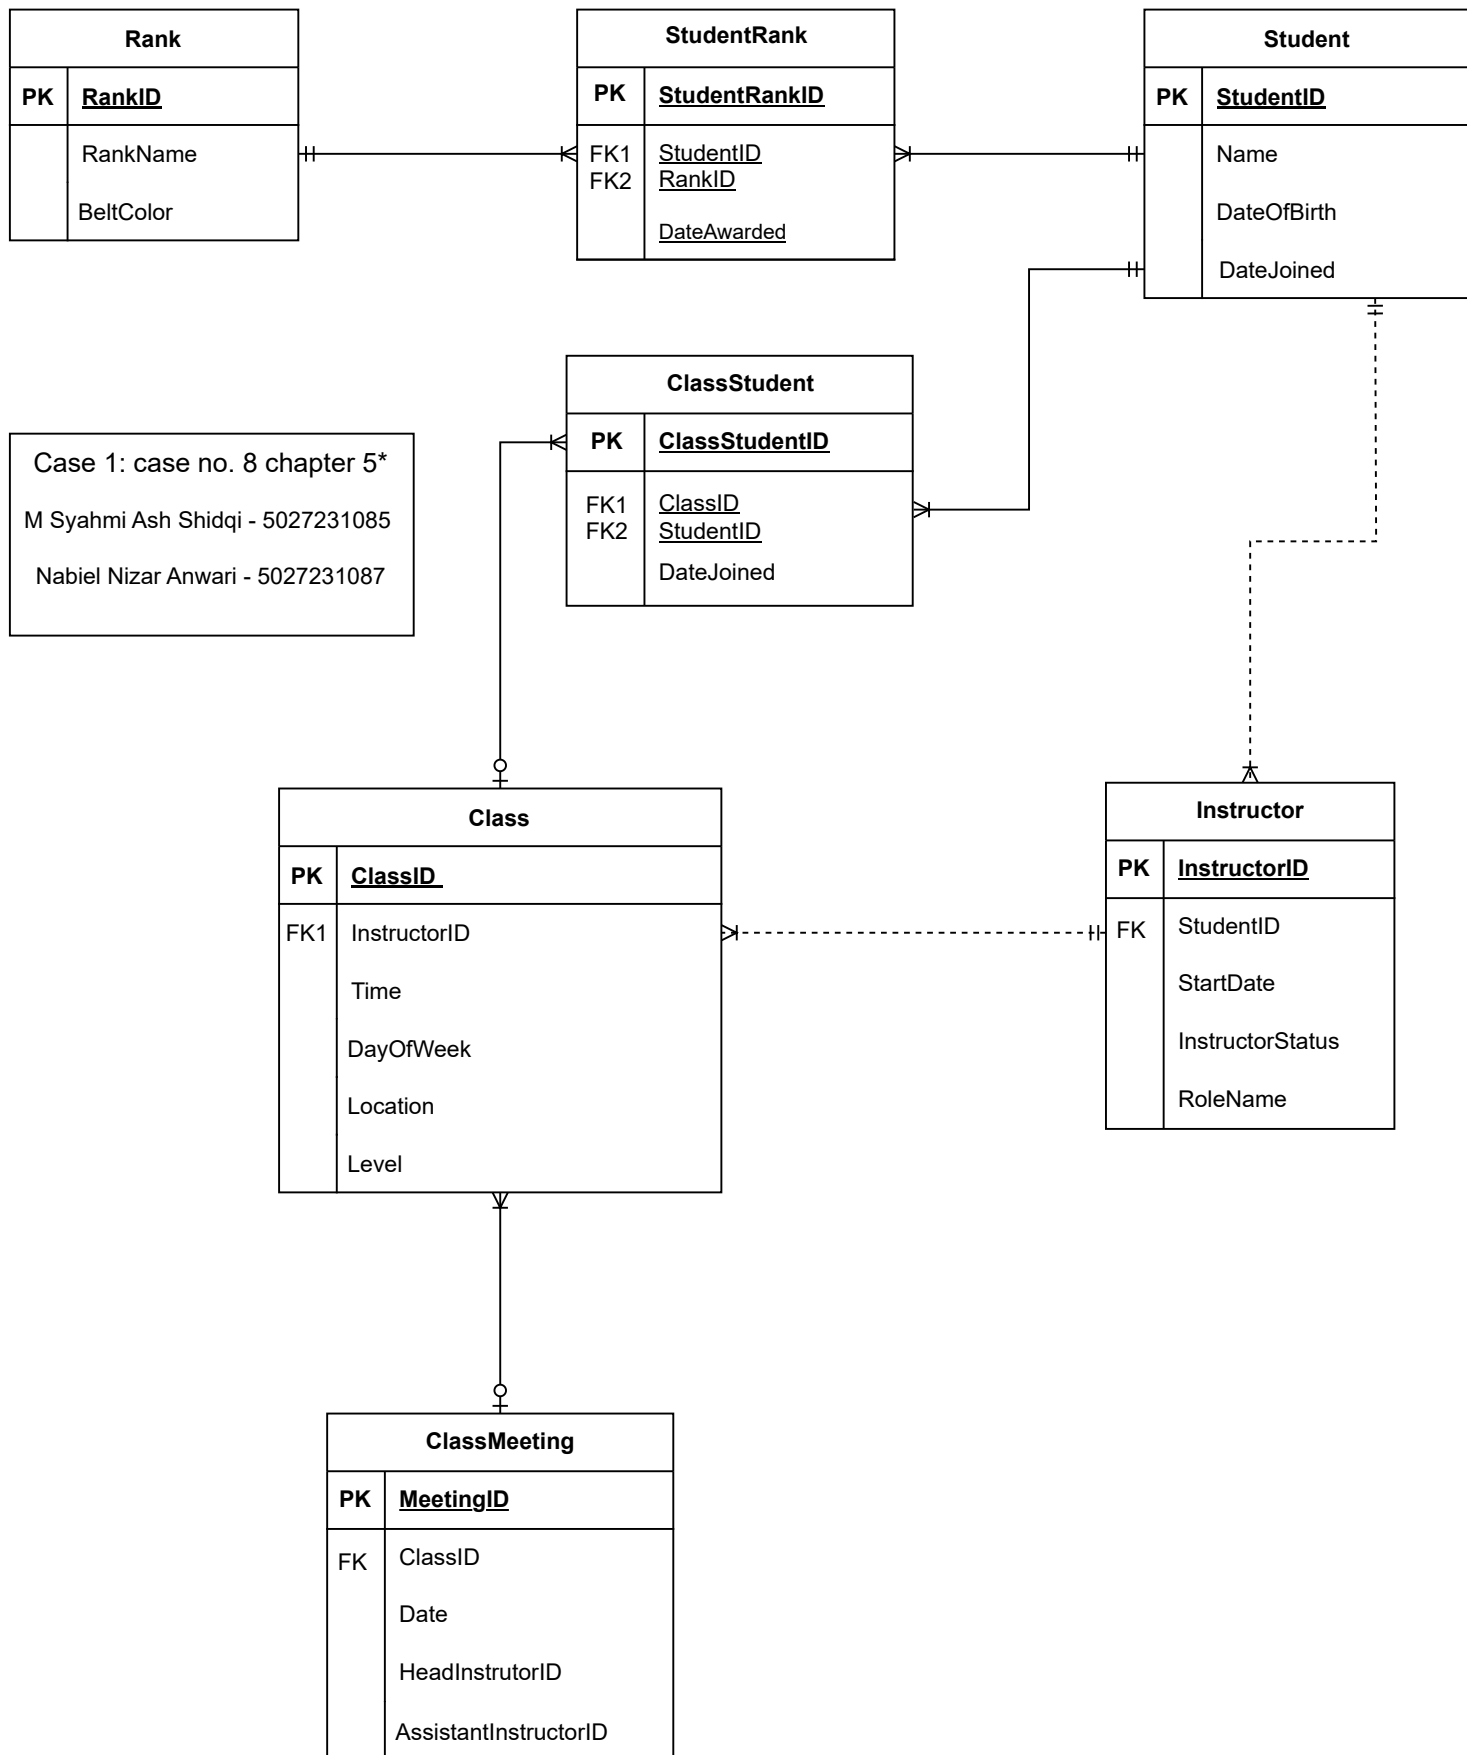 Rank
PK RankID
RankName
BeltColor
StudentRank
PK StudentRankID
FK1 StudentID
FK2 RankID
DateAwarded
Student
PK StudentID
Name
DateOfBirth
DateJoined
ClassStudent
PK ClassStudentID
FK1 ClassID
FK2 StudentID
DateJoined
Case 1: case no. 8 chapter 5*
M Syahmi Ash Shidqi - 5027231085
Nabiel Nizar Anwari - 5027231087
Class
PK ClassID
FK1 InstructorID
Time
DayOfWeek
Location
Level
Instructor
PK InstructorID
FK StudentID
StartDate
InstructorStatus
RoleName
ClassMeeting
PK MeetingID
FK ClassID
Date
HeadInstrutorID
AssistantInstructorID